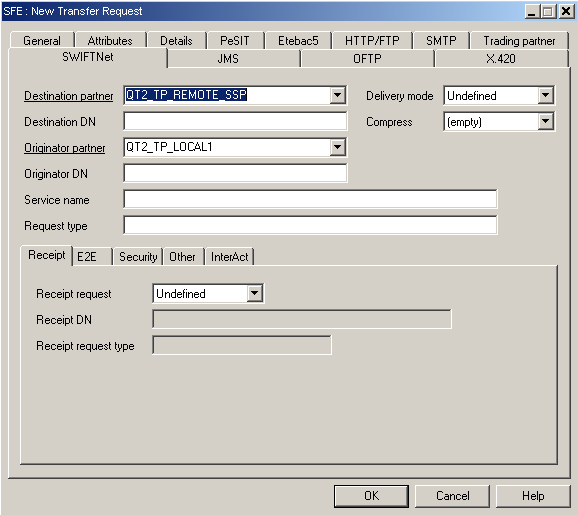 SFE : New Transfer Request
General Attributes Details PeSIT Etebac5 HTTP/FTP SMTP Trading partner
SWIFTNet JMS OFTP X.420
Destination partner QT2_TP_REMOTE_SSP Delivery mode Undefined
Destination DN Compress (empty)
Originator partner QT2_TP_LOCAL1
Originator DN
Service name
Request type
Receipt E2E Security Other InterAct
Receipt request Undefined
Receipt DN
Receipt request type
OK Cancel Help